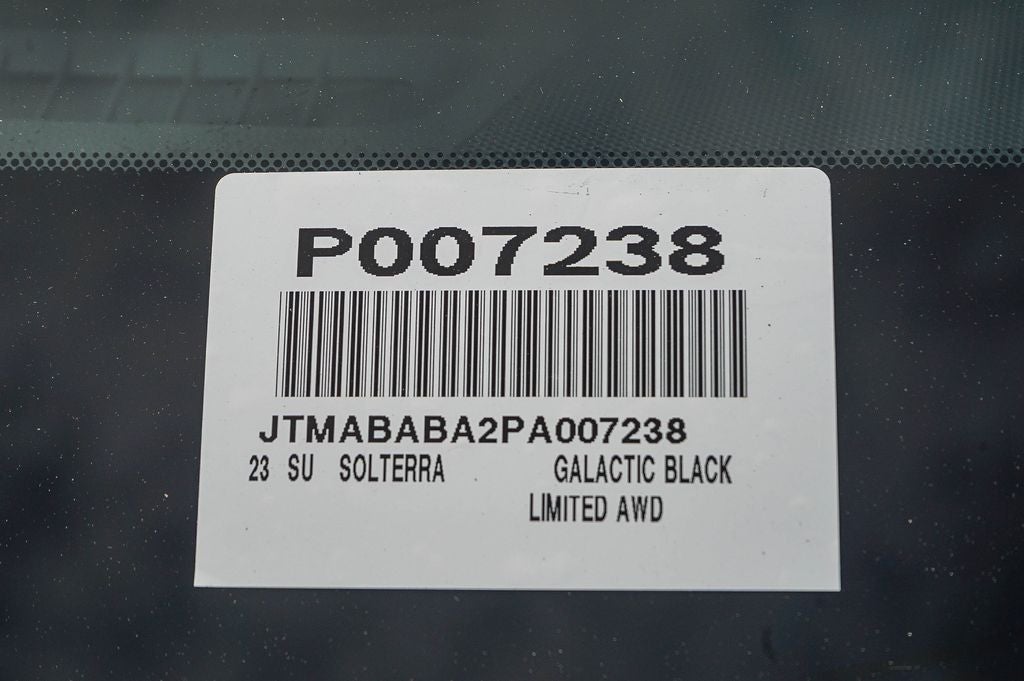 P007238
JTMABABA2PA007238
23 SU SOLTERRA GALACTIC BLACK
LIMITED AWD